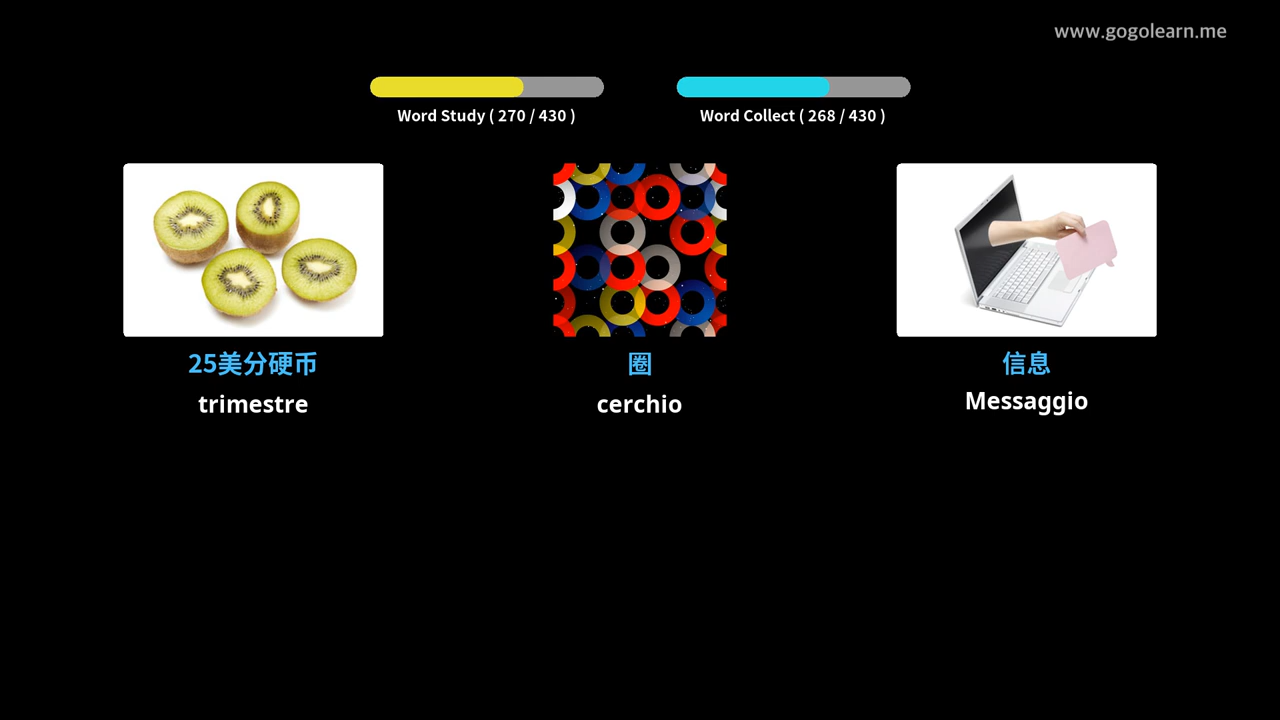 www.gogolearn.me
Word Study ( 270 / 430 )
Word Collect ( 268 / 430 )
25美分硬币
trimestre
圈
cerchio
信息
Messaggio